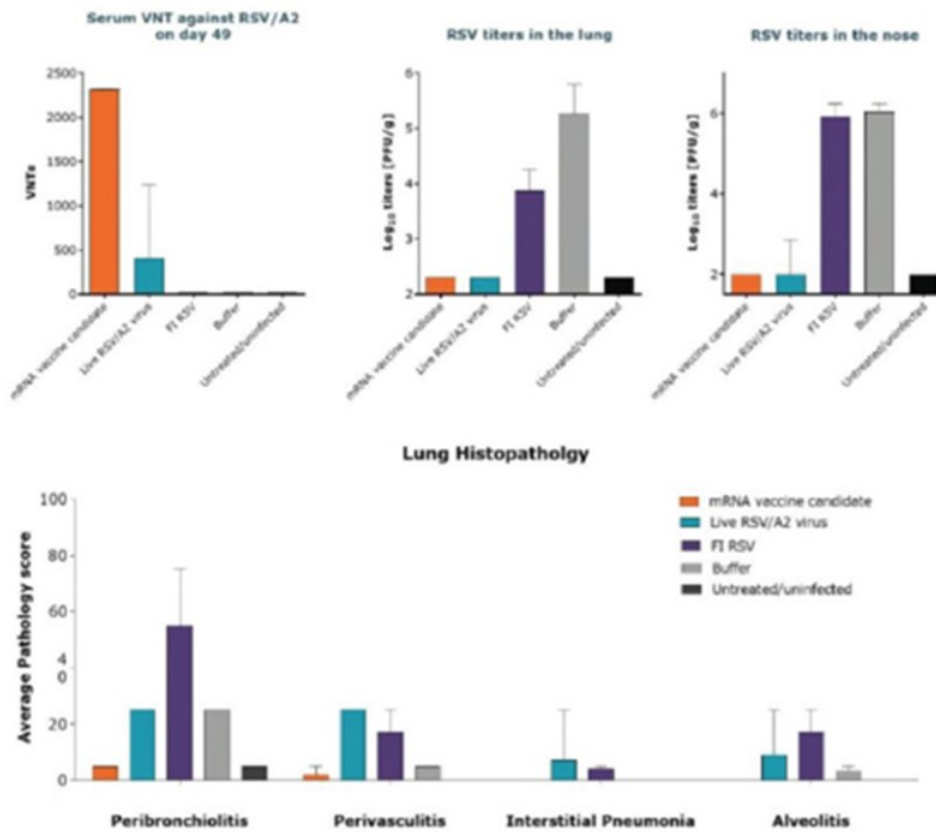 Serum VNT against RSV/A2
on day 49
VNTs
2500
2000
1500
1000
500
0
mRNA vaccine candidate
Live RSV/A2 virus
FI RSV
Buffer
Untreated/uninfected
RSV titers in the lung
Log10 titers [PFU/g]
6
5
4
3
2
mRNA vaccine candidate
Live RSV/A2 virus
FI RSV
Buffer
Untreated/uninfected
RSV titers in the nose
Log10 titers [PFU/g]
6
4
2
mRNA vaccine candidate
Live RSV/A2 virus
FI RSV
Buffer
Untreated/uninfected
Lung Histopatholgy
Average Pathology score
100
80
60
4
0
20
0
mRNA vaccine candidate
Live RSV/A2 virus
FI RSV
Buffer
Untreated/uninfected
Peribronchiolitis
Perivasculitis
Interstitial Pneumonia
Alveolitis